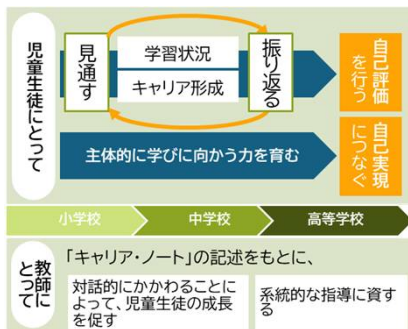 児童生徒にとって
見通す
学習状況
キャリア形成
振り返る
自己評価
を行う
主体的に学びに向かう力を育む
自己実現
につなぐ
小学校
中学校
高等学校
教師に
とって
「キャリア・ノート」の記述をもとに、
対話的にかかわることに
よって、児童生徒の成長
を促す
系統的な指導に資す
る